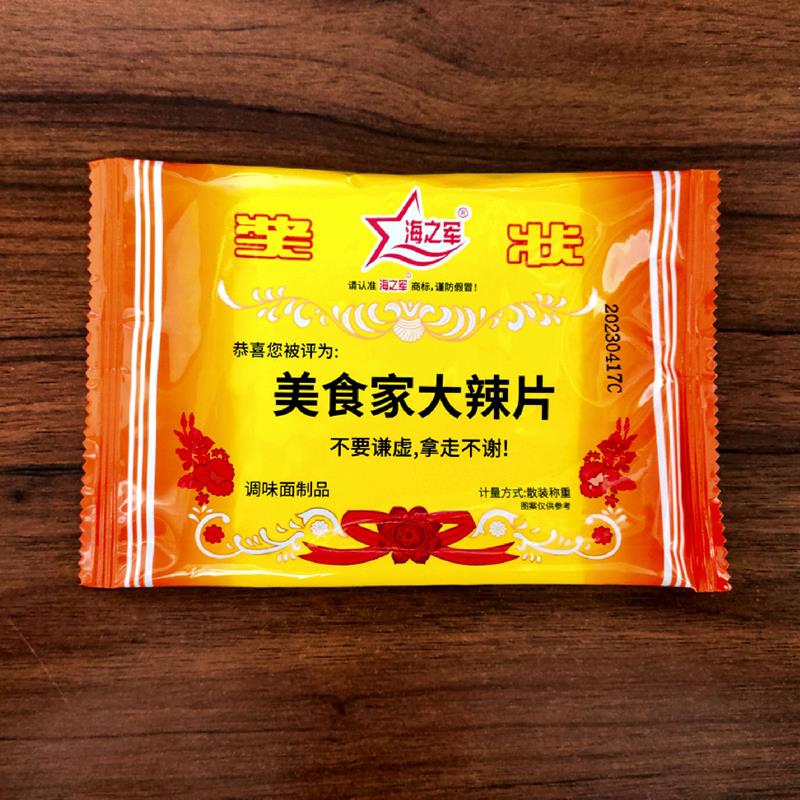 奖 海之军® 状
请认准 海之军® 商标,谨防假冒!
20230417C
恭喜您被评为:
美食家大辣片
不要谦虚,拿走不谢!
调味面制品
计量方式:散装称重
图案仅供参考